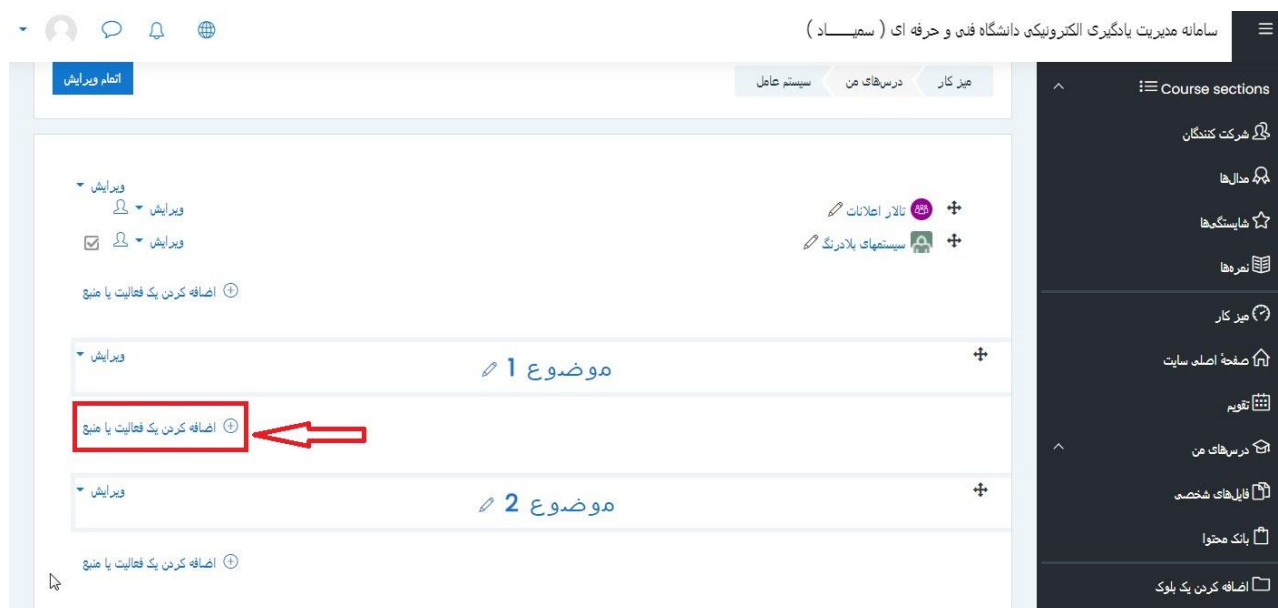 سامانه مدیریت یادگیری الکترونیکی دانشگاه فنی و حرفه ای ( سمیـــــاد )
Course sections
شرکت کنندگان
مدال‌ها
شایستگی‌ها
نمره‌ها
میز کار
صفحهٔ اصلی سایت
تقویم
درس‌های من
فایل‌های شخصی
بانک محتوا
اضافه کردن یک بلوک
میز کار درس‌های من سیستم عامل
اتمام ویرایش
ویرایش
تالار اعلانات ویرایش
سیستمهای بلادرنگ ویرایش
اضافه کردن یک فعالیت یا منبع
موضوع 1 ویرایش
اضافه کردن یک فعالیت یا منبع
موضوع 2 ویرایش
اضافه کردن یک فعالیت یا منبع